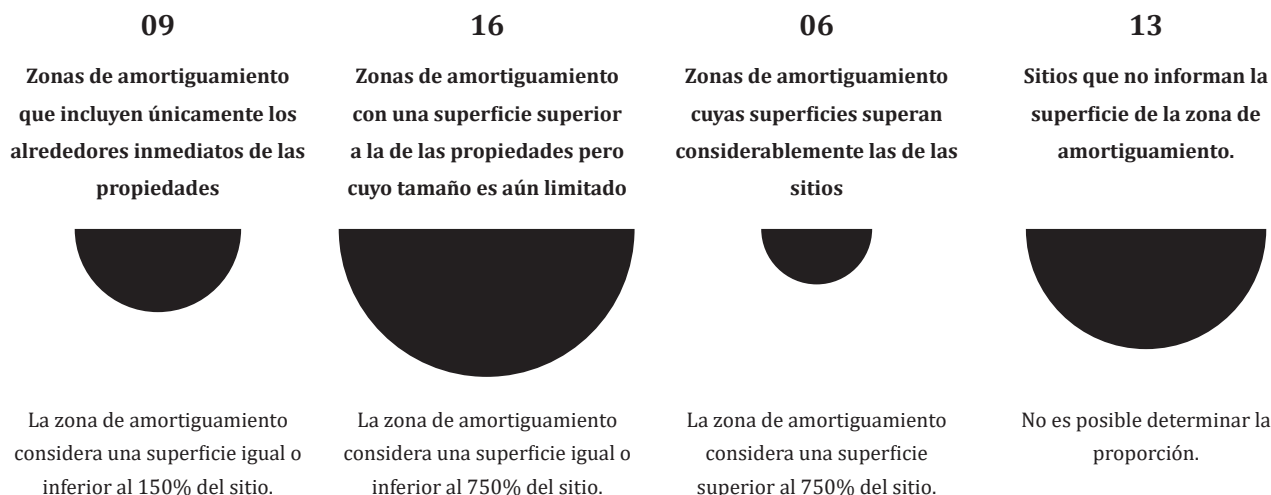 09
Zonas de amortiguamiento
que incluyen únicamente los
alrededores inmediatos de las
propiedades
La zona de amortiguamiento
considera una superficie igual o
inferior al 150% del sitio.
16
Zonas de amortiguamiento
con una superficie superior
a la de las propiedades pero
cuyo tamaño es aún limitado
La zona de amortiguamiento
considera una superficie igual o
inferior al 750% del sitio.
06
Zonas de amortiguamiento
cuyas superficies superan
considerablemente las de las
sitios
La zona de amortiguamiento
considera una superficie
superior al 750% del sitio.
13
Sitios que no informan la
superficie de la zona de
amortiguamiento.
No es posible determinar la
proporción.